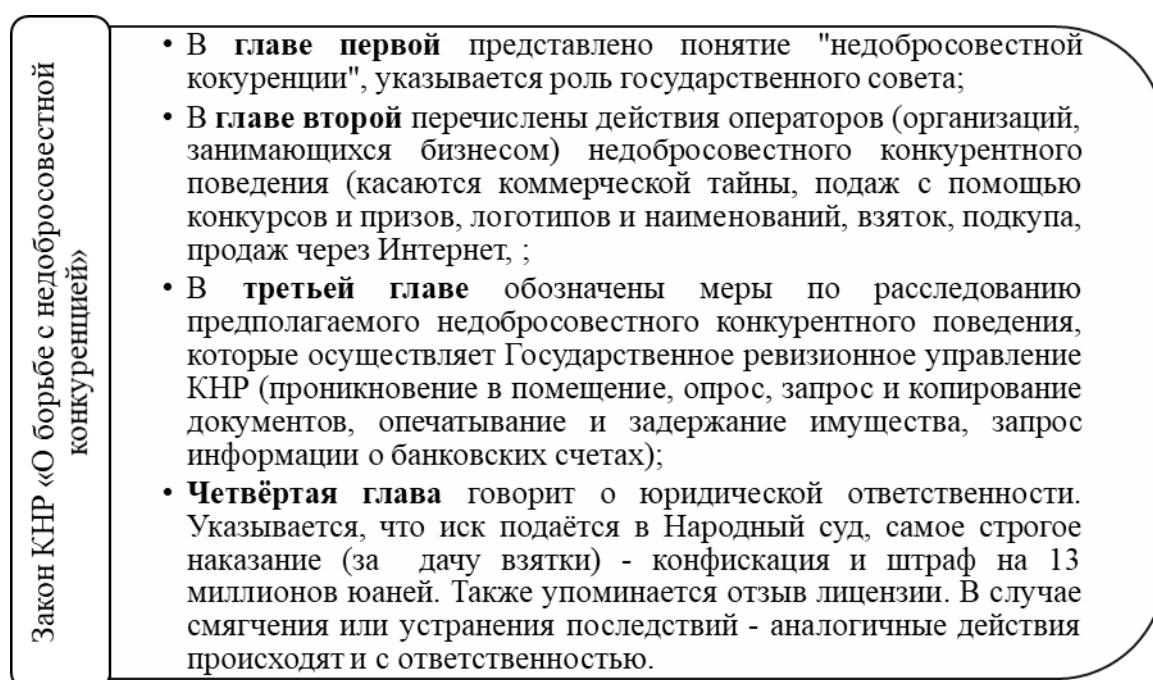 Закон КНР «О борьбе с недобросовестной
конкуренцией»
• В главе первой представлено понятие "недобросовестной
кокуренции", указывается роль государственного совета;
• В главе второй перечислены действия операторов (организаций,
занимающихся бизнесом) недобросовестного конкурентного
поведения (касаются коммерческой тайны, подаж с помощью
конкурсов и призов, логотипов и наименований, взяток, подкупа,
продаж через Интернет, ;
• В третьей главе обозначены меры по расследованию
предполагаемого недобросовестного конкурентного поведения,
которые осуществляет Государственное ревизионное управление
КНР (проникновение в помещение, опрос, запрос и копирование
документов, опечатывание и задержание имущества, запрос
информации о банковских счетах);
• Четвёртая глава говорит о юридической ответственности.
Указывается, что иск подаётся в Народный суд, самое строгое
наказание (за дачу взятки) - конфискация и штраф на 13
миллионов юаней. Также упоминается отзыв лицензии. В случае
смягчения или устранения последствий - аналогичные действия
происходят и с ответственностью.